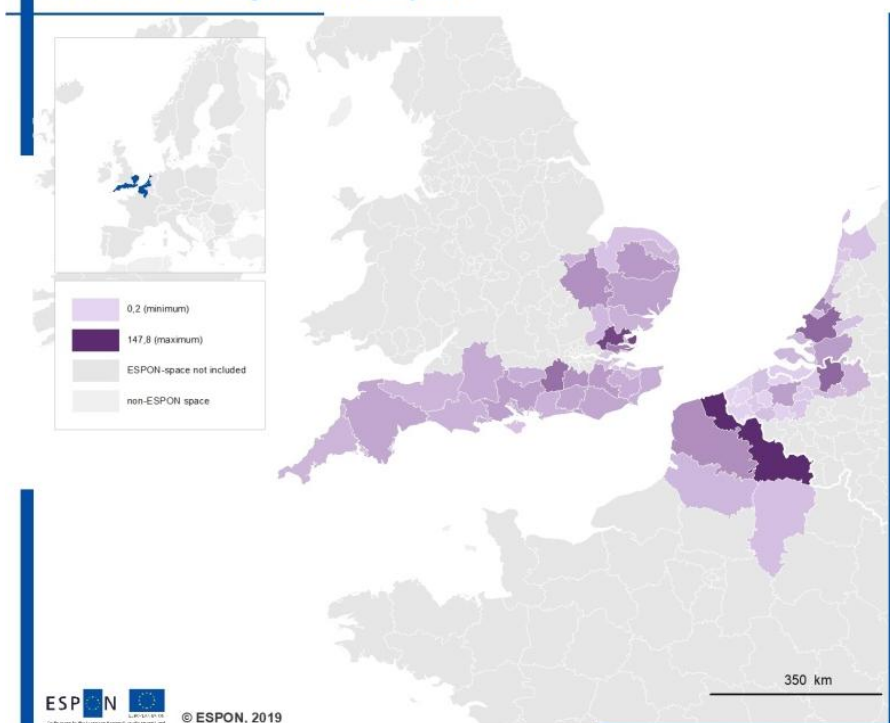 0,2 (minimum)
147,8 (maximum)
ESPON-space not included
non-ESPON space
350 km
ESPON
© ESPON, 2019